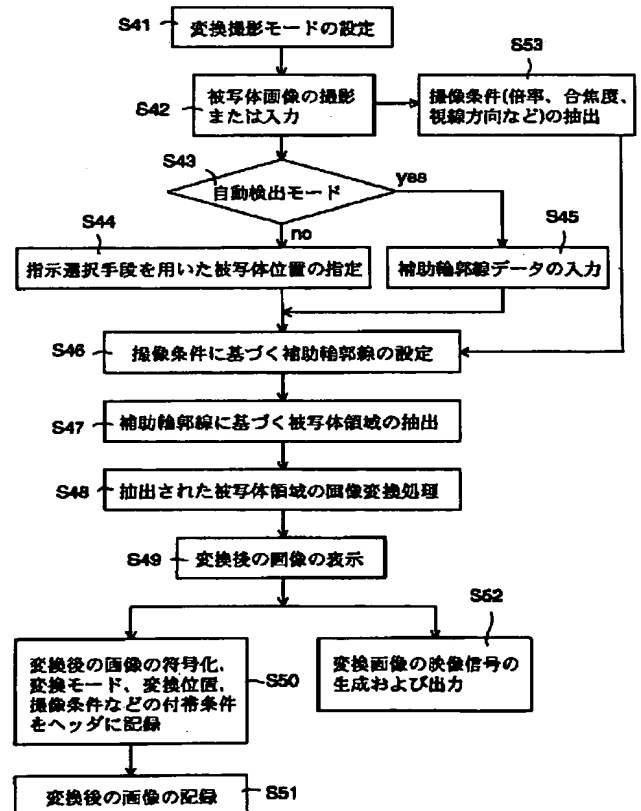 S41
変換撮影モードの設定
S42
被写体画像の撮影
または入力
S53
撮像条件(倍率、合焦度、
視線方向など)の抽出
S43
自動検出モード
yes
no
S44
指示選択手段を用いた被写体位置の指定
S45
補助輪郭線データの入力
S46
撮像条件に基づく補助輪郭線の設定
S47
補助輪郭線に基づく被写体領域の抽出
S48
抽出された被写体領域の画像変換処理
S49
変換後の画像の表示
S52
変換画像の映像信号の
生成および出力
変換後の画像の符号化、
変換モード、変換位置、
撮像条件などの付帯条件
をヘッダに記録
S50
変換後の画像の記録
S51